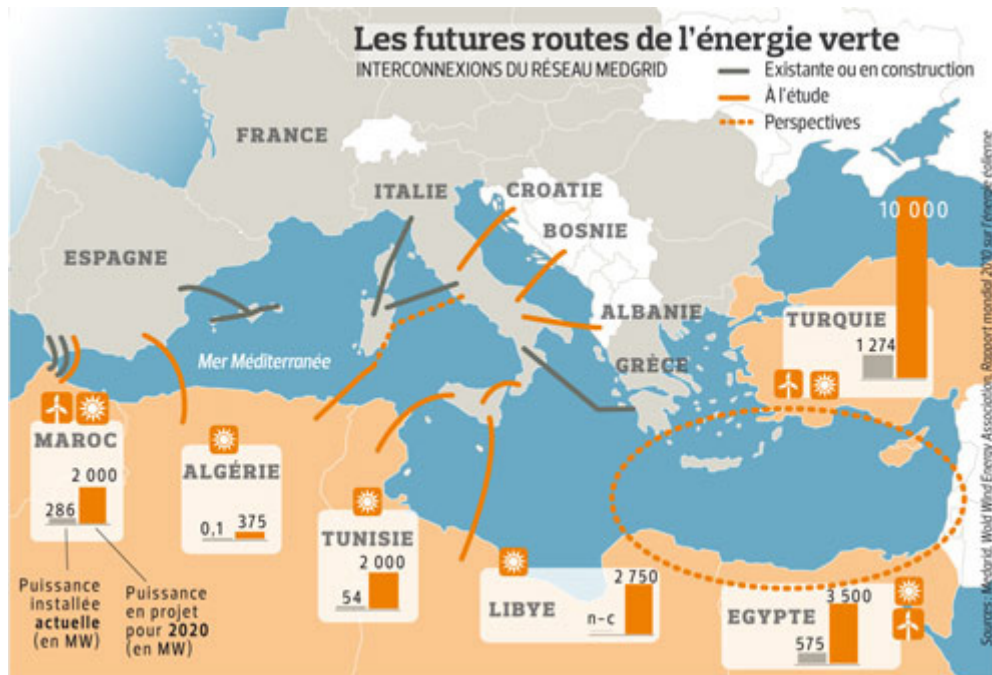 Les futures routes de l'énergie verte
INTERCONNEXIONS DU RÉSEAU MEDGRID
Existante ou en construction
À l'étude
Perspectives
FRANCE
ITALIE
CROATIE
BOSNIE
ESPAGNE
ALBANIE
GRÈCE
Mer Méditerranée
10 000
TURQUIE
1 274
MAROC
2 000
286
Puissance
installée
actuelle
(en MW)
Puissance
en projet
pour 2020
(en MW)
ALGÉRIE
0,1
375
TUNISIE
2 000
54
LIBYE
2 750
n-c
EGYPTE
3 500
575
Sources : Medgrid, Wold Wind Energy Association, Rapport mondial 2010 sur l'énergie éolienne